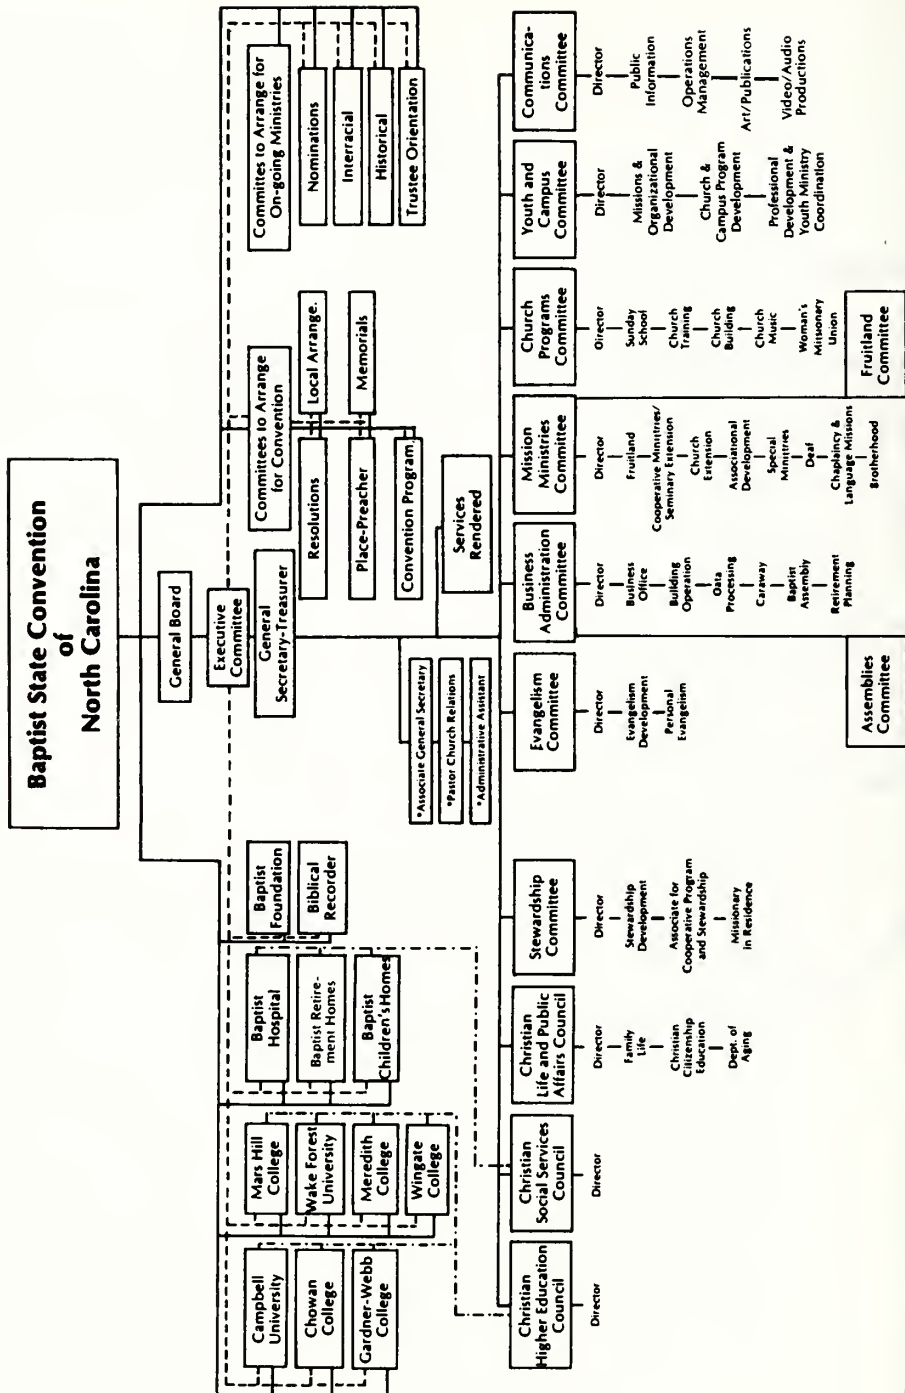 Baptist State Convention
of
North Carolina
General Board
Executive
Committee
General
Secretary-Treasurer
*Associate General Secretary
*Pastor Church Relations
*Administrative Assistant
Services
Rendered
Campbell
University
Chowan
College
Gardner-Webb
College
Mars Hill
College
Wake Forest
University
Meredith
College
Wingate
College
Baptist
Hospital
Baptist Retire-
ment Homes
Baptist
Children's Homes
Baptist
Foundation
Biblical
Recorder
Committees to Arrange
for Convention
Resolutions
Local Arrange.
Place-Preacher
Memorials
Convention Program
Committes to Arrange for
On-going Ministries
Nominations
Interracial
Historical
Trustee Orientation
Christian
Higher Education
Council
Director
Christian
Social Services
Council
Director
Christian
Life and Public
Affairs Council
Director
Family
Life
Christian
Citizenship
Education
Dept. of
Aging
Stewardship
Committee
Director
Stewardship
Development
Associate for
Cooperative Program
and Stewardship
Missionary
in Residence
Evangelism
Committee
Director
Evangelism
Development
Personal
Evangelism
Business
Administration
Committee
Director
Business
Office
Building
Operation
Data
Processing
Caraway
Baptist
Assembly
Retirement
Planning
Mission
Ministries
Committee
Director
Fruitland
Cooperative Ministries/
Seminary Extension
Church
Extension
Associational
Development
Special
Ministries
Deaf
Chaplaincy &
Language Missions
Brotherhood
Church
Programs
Committee
Director
Sunday
School
Church
Training
Church
Building
Church
Music
Woman's
Missionary
Union
Youth and
Campus
Committee
Director
Missions &
Organizational
Development
Church &
Campus Program
Development
Professional
Development &
Youth Ministry
Coordination
Communica-
tions
Committee
Director
Public
Information
Operations
Management
Art/Publications
Video/Audio
Productions
Assemblies
Committee
Fruitland
Committee